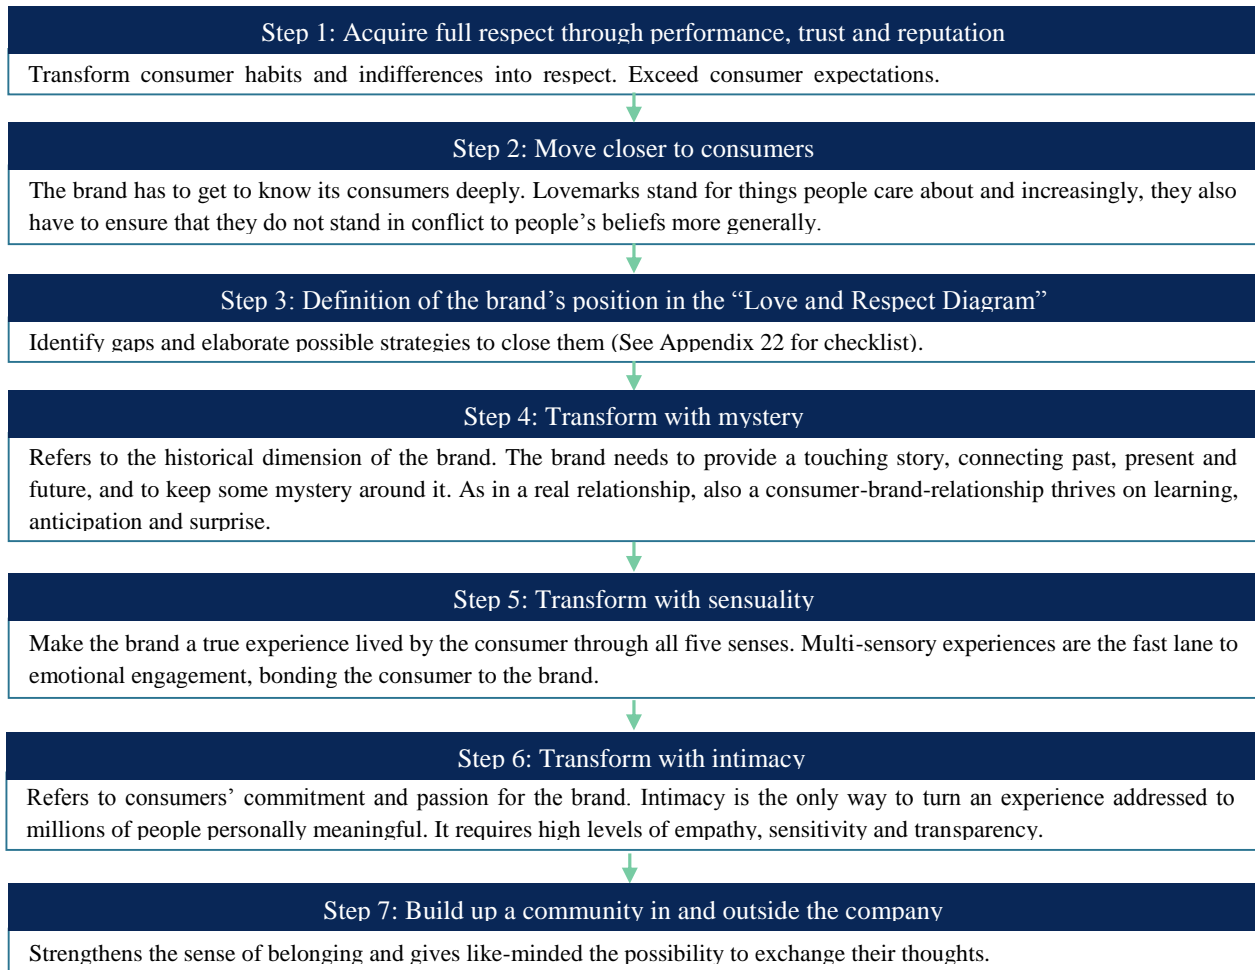 Step 1: Acquire full respect through performance, trust and reputation
Transform consumer habits and indifferences into respect. Exceed consumer expectations.
Step 2: Move closer to consumers
The brand has to get to know its consumers deeply. Lovemarks stand for things people care about and increasingly, they also
have to ensure that they do not stand in conflict to people’s beliefs more generally.
Step 3: Definition of the brand’s position in the “Love and Respect Diagram”
Identify gaps and elaborate possible strategies to close them (See Appendix 22 for checklist).
Step 4: Transform with mystery
Refers to the historical dimension of the brand. The brand needs to provide a touching story, connecting past, present and
future, and to keep some mystery around it. As in a real relationship, also a consumer-brand-relationship thrives on learning,
anticipation and surprise.
Step 5: Transform with sensuality
Make the brand a true experience lived by the consumer through all five senses. Multi-sensory experiences are the fast lane to
emotional engagement, bonding the consumer to the brand.
Step 6: Transform with intimacy
Refers to consumers’ commitment and passion for the brand. Intimacy is the only way to turn an experience addressed to
millions of people personally meaningful. It requires high levels of empathy, sensitivity and transparency.
Step 7: Build up a community in and outside the company
Strengthens the sense of belonging and gives like-minded the possibility to exchange their thoughts.